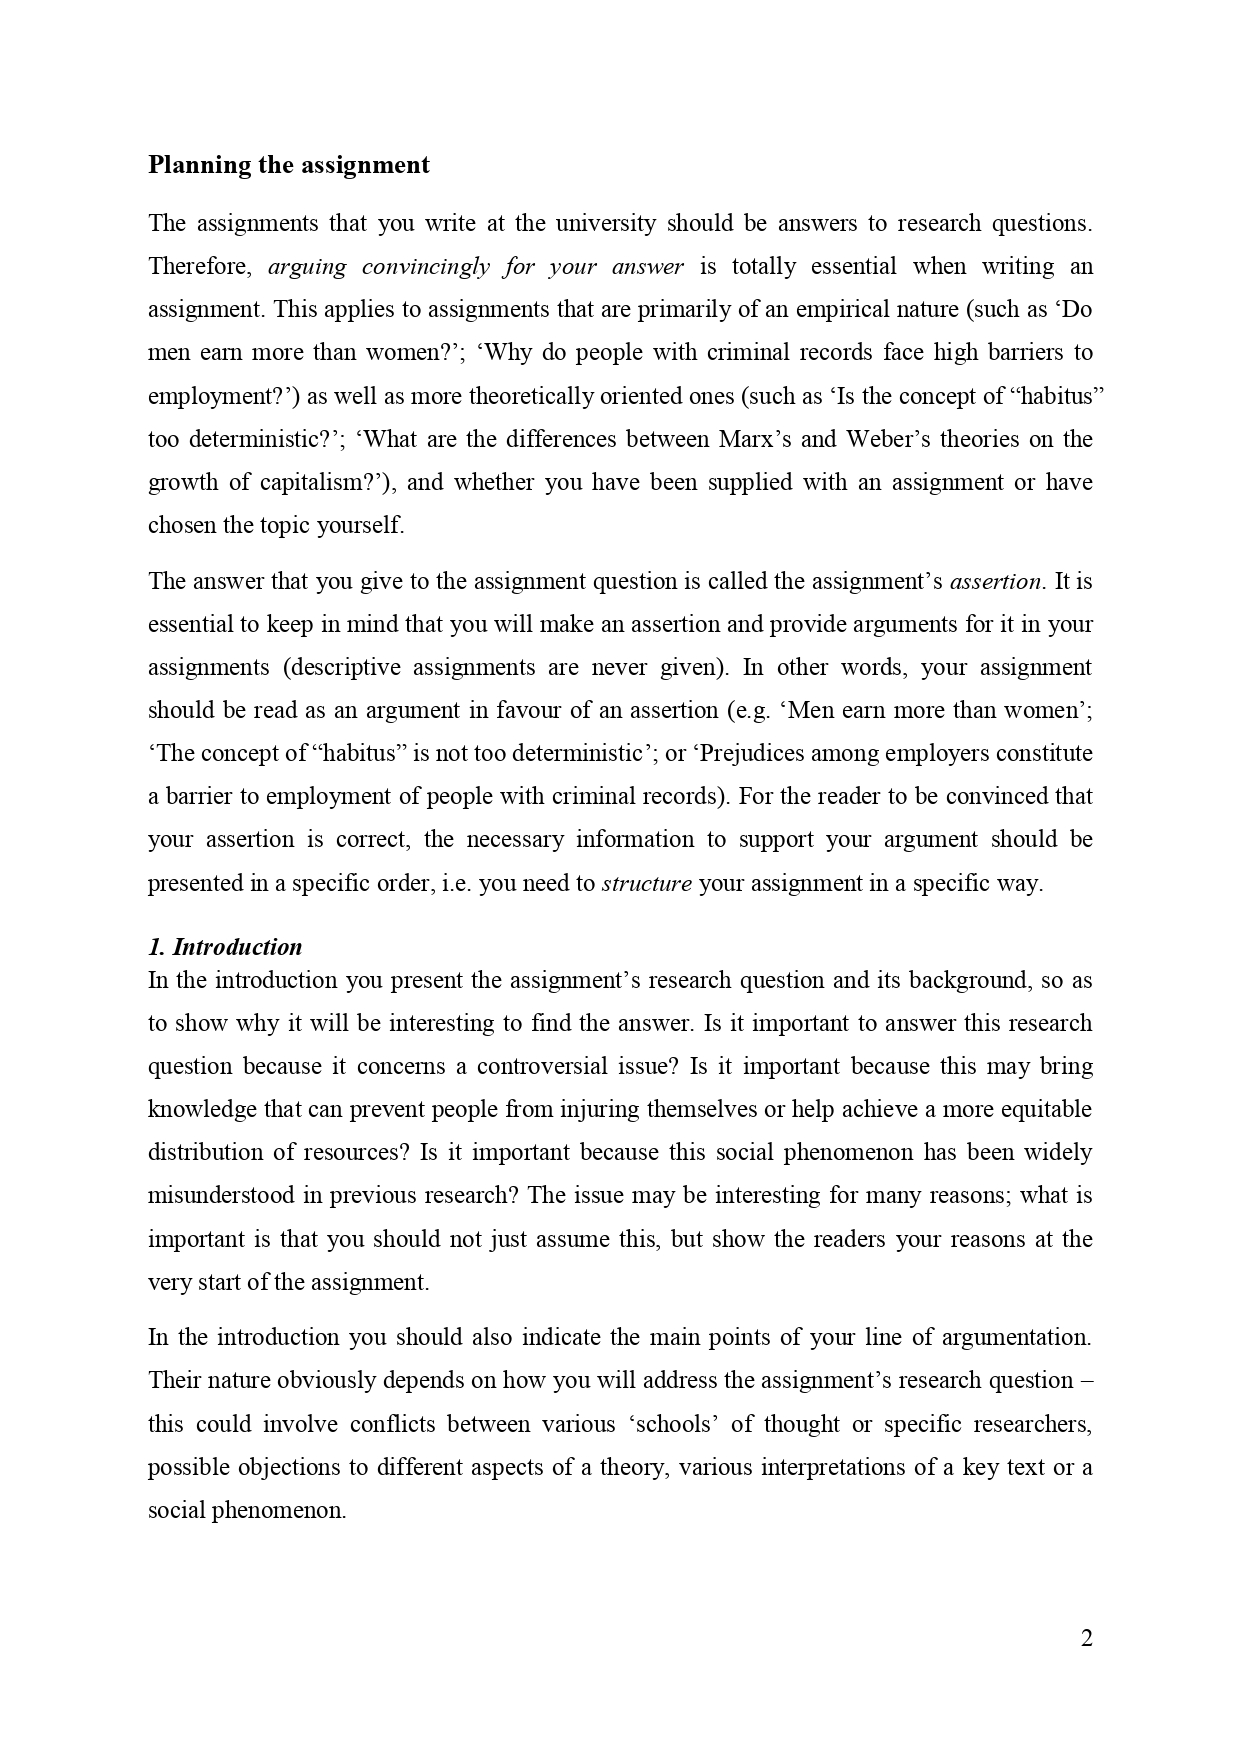 Planning the assignment
The assignments that you write at the university should be answers to research questions.
Therefore, arguing convincingly for your answer is totally essential when writing an
assignment. This applies to assignments that are primarily of an empirical nature (such as ‘Do
men earn more than women?’; ‘Why do people with criminal records face high barriers to
employment?’) as well as more theoretically oriented ones (such as ‘Is the concept of “habitus”
too deterministic?’; ‘What are the differences between Marx’s and Weber’s theories on the
growth of capitalism?’), and whether you have been supplied with an assignment or have
chosen the topic yourself.
The answer that you give to the assignment question is called the assignment’s assertion. It is
essential to keep in mind that you will make an assertion and provide arguments for it in your
assignments (descriptive assignments are never given). In other words, your assignment
should be read as an argument in favour of an assertion (e.g. ‘Men earn more than women’;
‘The concept of “habitus” is not too deterministic’; or ‘Prejudices among employers constitute
a barrier to employment of people with criminal records). For the reader to be convinced that
your assertion is correct, the necessary information to support your argument should be
presented in a specific order, i.e. you need to structure your assignment in a specific way.
1. Introduction
In the introduction you present the assignment’s research question and its background, so as
to show why it will be interesting to find the answer. Is it important to answer this research
question because it concerns a controversial issue? Is it important because this may bring
knowledge that can prevent people from injuring themselves or help achieve a more equitable
distribution of resources? Is it important because this social phenomenon has been widely
misunderstood in previous research? The issue may be interesting for many reasons; what is
important is that you should not just assume this, but show the readers your reasons at the
very start of the assignment.
In the introduction you should also indicate the main points of your line of argumentation.
Their nature obviously depends on how you will address the assignment’s research question –
this could involve conflicts between various ‘schools’ of thought or specific researchers,
possible objections to different aspects of a theory, various interpretations of a key text or a
social phenomenon.
2